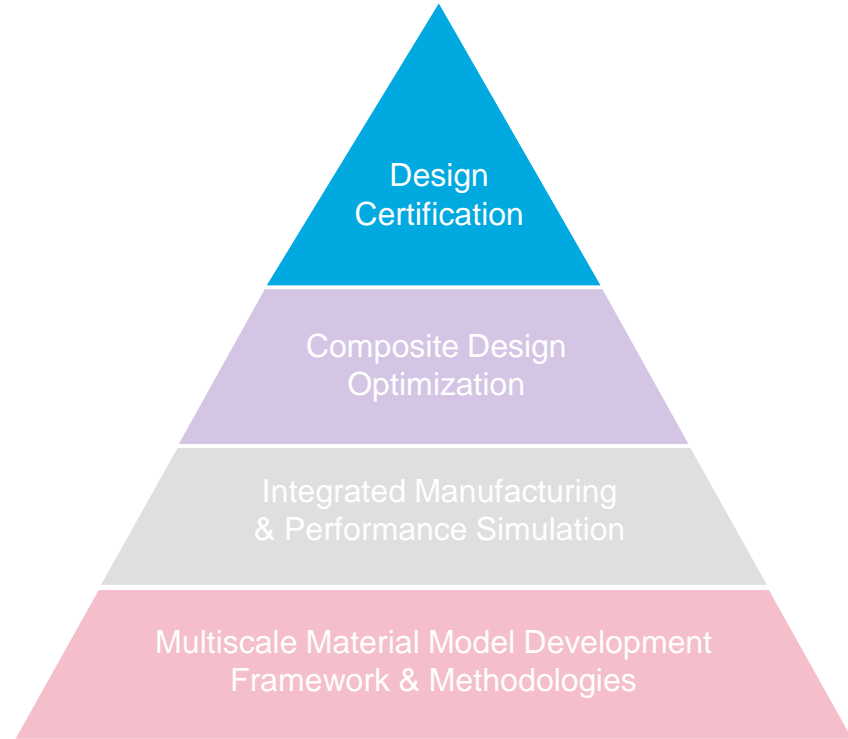 Design
Certification
Composite Design
Optimization
Integrated Manufacturing
& Performance Simulation
Multiscale Material Model Development
Framework & Methodologies